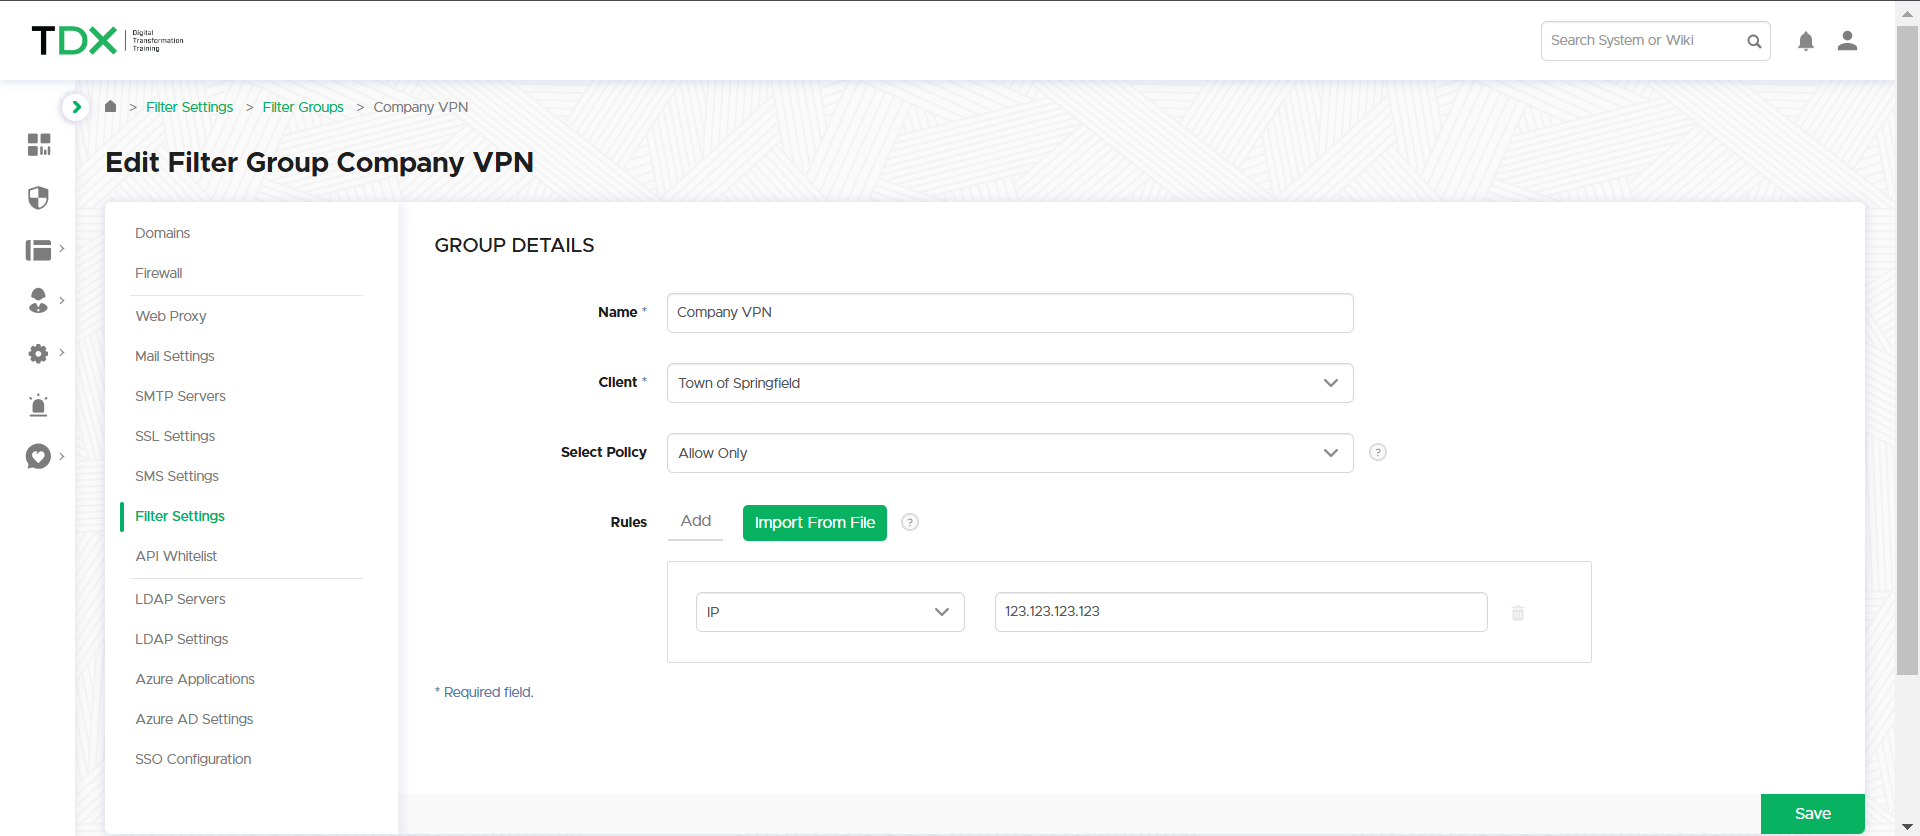 TDX
Digital
Transformation
Training
Search System or Wiki
> Filter Settings > Filter Groups > Company VPN
Edit Filter Group Company VPN
Domains
Firewall
Web Proxy
Mail Settings
SMTP Servers
SSL Settings
SMS Settings
Filter Settings
API Whitelist
LDAP Servers
LDAP Settings
Azure Applications
Azure AD Settings
SSO Configuration
GROUP DETAILS
Name * Company VPN
Client * Town of Springfield
Select Policy Allow Only ?
Rules Add Import From File ?
IP 123.123.123.123
* Required field.
Save